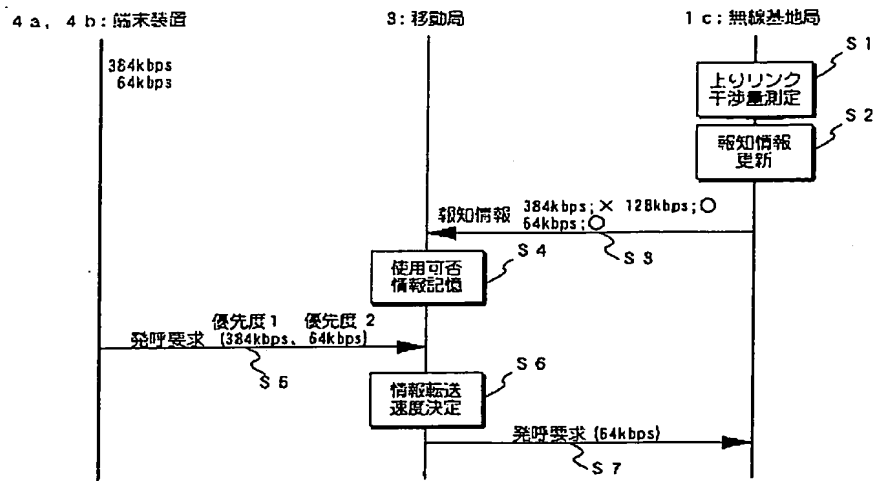 4a, 4b:端末装置
3:移動局
1c:無線基地局
384kbps
64kbps
S1
上りリンク
干渉量測定
S2
報知情報
更新
報知情報 384kbps;× 128kbps;○
64kbps;○
S3
S4
使用可否
情報記憶
優先度1 優先度2
発呼要求 (384kbps、64kbps)
S5
S6
情報転送
速度決定
発呼要求 (64kbps)
S7